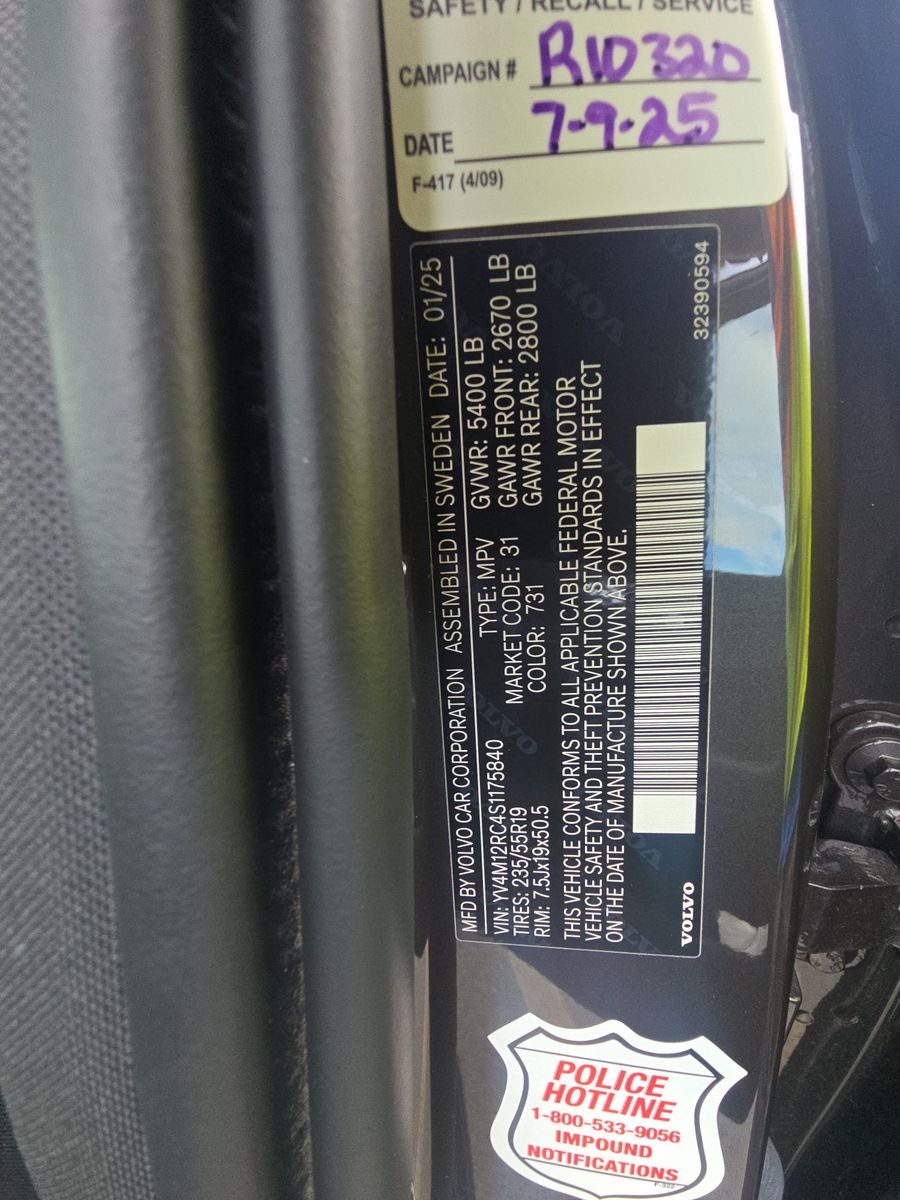 SAFETY / RECALL / SERVICE
CAMPAIGN # R10320
DATE 7-9-25
F-417 (4/09)
MFD BY VOLVO CAR CORPORATION ASSEMBLED IN SWEDEN DATE: 01/25
VIN: YV4M12RC4S1175840 TYPE: MPV GVWR: 5400 LB
TIRES: 235/55R19 MARKET CODE: 31 GAWR FRONT: 2670 LB
RIM: 7.5Jx19x50.5 COLOR: 731 GAWR REAR: 2800 LB
THIS VEHICLE CONFORMS TO ALL APPLICABLE FEDERAL MOTOR
VEHICLE SAFETY AND THEFT PREVENTION STANDARDS IN EFFECT
ON THE DATE OF MANUFACTURE SHOWN ABOVE.
VOLVO 32390594
POLICE
HOTLINE
1-800-533-9056
IMPOUND
NOTIFICATIONS